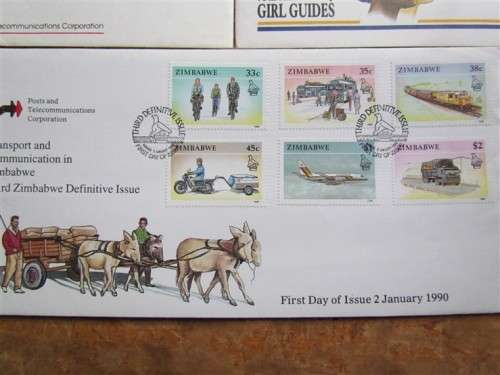 ecommunications Corporation
GIRL GUIDES
Posts and
Telecommunications
Corporation
ansport and
mmunication in
mbabwe
rd Zimbabwe Definitive Issue
33c
ZIMBABWE
35c
ZIMBABWE
38c
ZIMBABWE
45c
ZIMBABWE
$1
ZIMBABWE
$2
THIRD DEFINITIVE ISSUE
THIRD DEFINITIVE ISSUE
First Day of Issue 2 January 1990